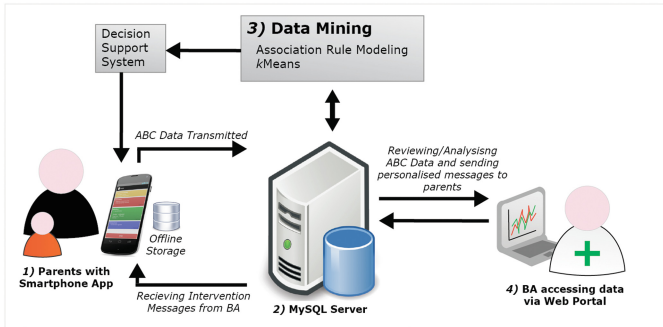 3) Data Mining
Association Rule Modeling
kMeans
Decision
Support
System
ABC Data Transmitted
Reviewing/Analysisng
ABC Data and sending
personalised messages to
parents
Offline
Storage
1) Parents with
Smartphone App
Recieving Intervention
Messages from BA
2) MySQL Server
4) BA accessing data
via Web Portal